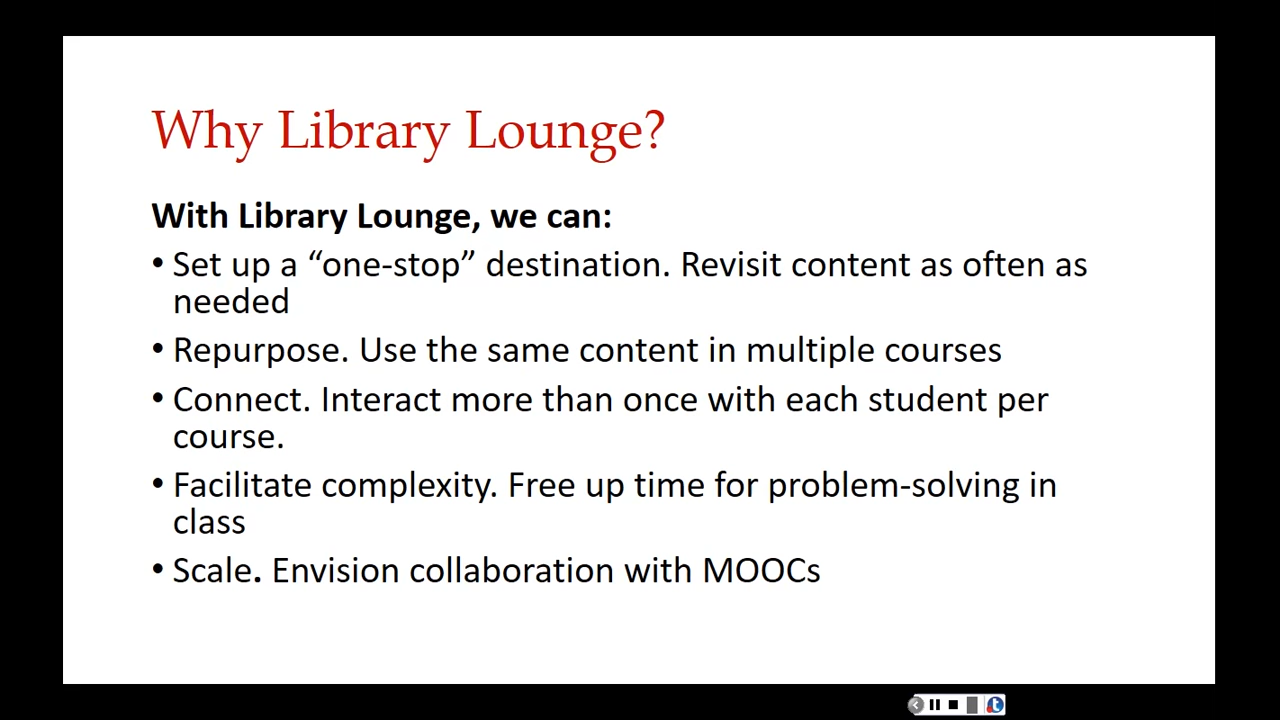 Why Library Lounge?
With Library Lounge, we can:
• Set up a “one-stop” destination. Revisit content as often as
needed
• Repurpose. Use the same content in multiple courses
• Connect. Interact more than once with each student per
course.
• Facilitate complexity. Free up time for problem-solving in
class
• Scale. Envision collaboration with MOOCs